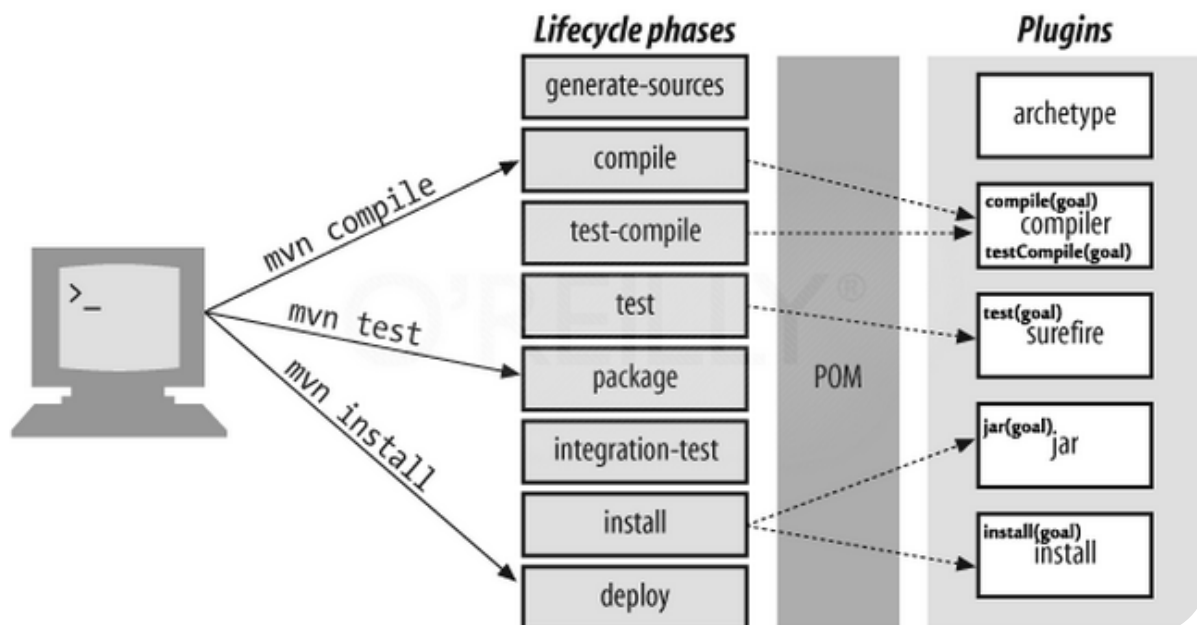 Lifecycle phases
Plugins
generate-sources
compile
test-compile
test
package
integration-test
install
deploy
>_
mvn compile
mvn test
mvn install
O'REILLY®
POM
archetype
compile(goal)
compiler
testCompile(goal)
test(goal)
surefire
jar(goal)
jar
install(goal)
install